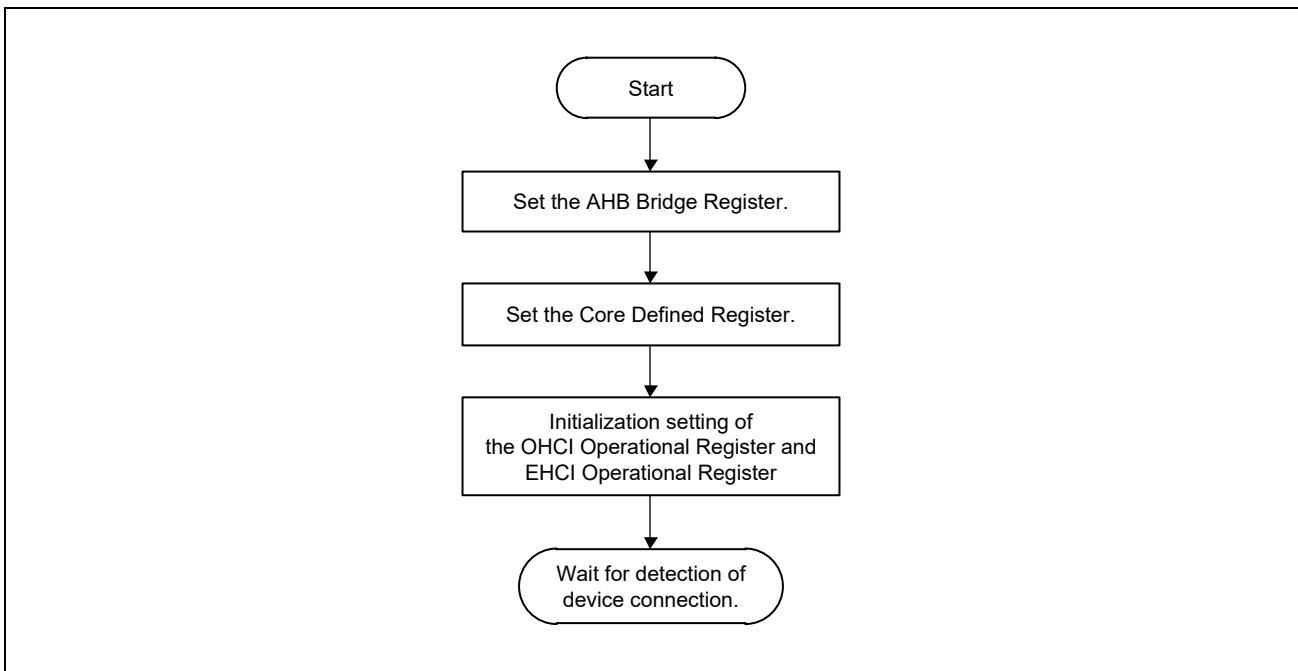 Start
Set the AHB Bridge Register.
Set the Core Defined Register.
Initialization setting of
the OHCI Operational Register and
EHCI Operational Register
Wait for detection of
device connection.